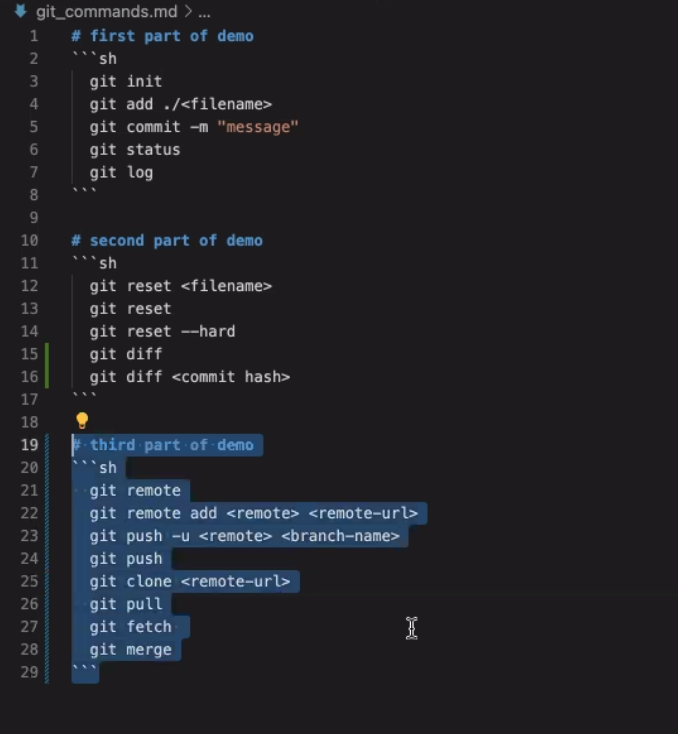 git_commands.md > ...
1 # first part of demo
2 ```sh
3 git init
4 git add ./<filename>
5 git commit -m "message"
6 git status
7 git log
8 ```
9
10 # second part of demo
11 ```sh
12 git reset <filename>
13 git reset
14 git reset --hard
15 git diff
16 git diff <commit hash>
17 ```
18
19 # third part of demo
20 ```sh
21 git remote
22 git remote add <remote> <remote-url>
23 git push -u <remote> <branch-name>
24 git push
25 git clone <remote-url>
26 git pull
27 git fetch
28 git merge
29 ```